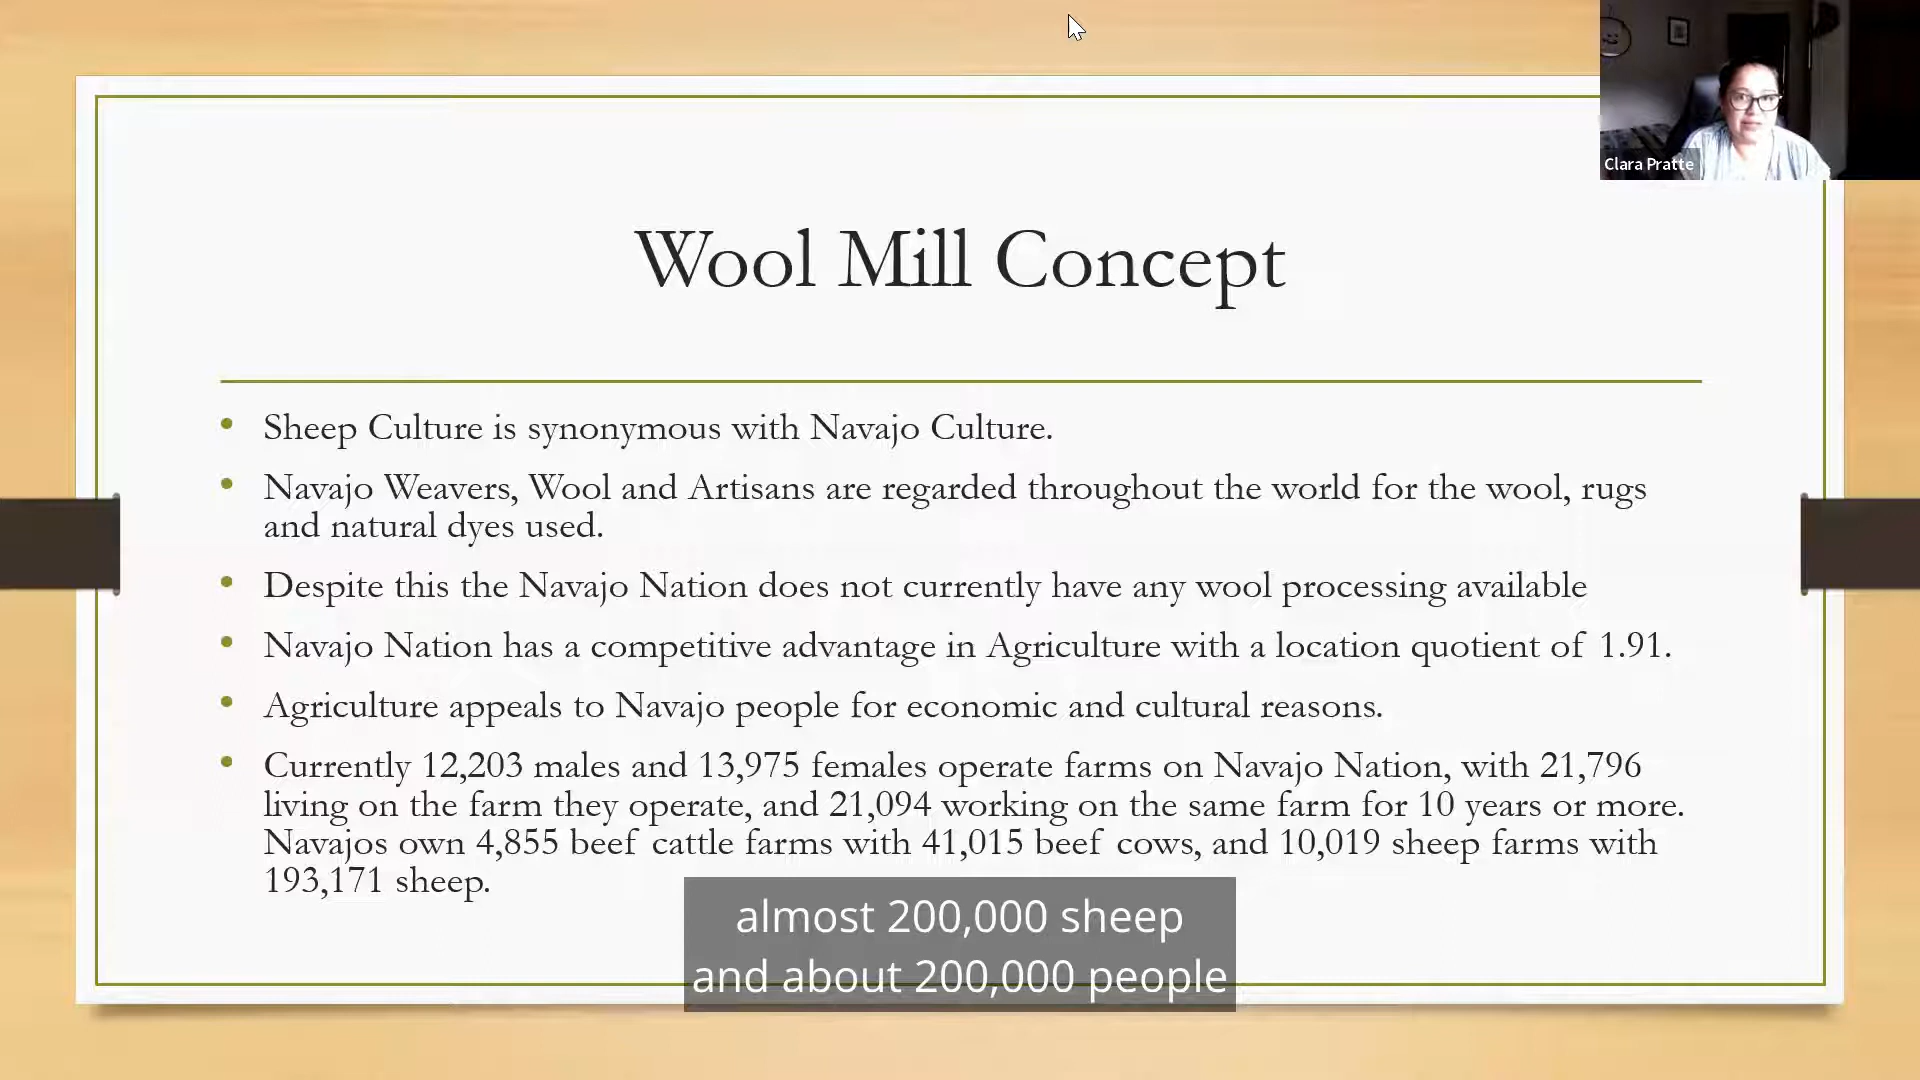 Clara Pratte
Wool Mill Concept
Sheep Culture is synonymous with Navajo Culture.
Navajo Weavers, Wool and Artisans are regarded throughout the world for the wool, rugs
and natural dyes used.
Despite this the Navajo Nation does not currently have any wool processing available
Navajo Nation has a competitive advantage in Agriculture with a location quotient of 1.91.
Agriculture appeals to Navajo people for economic and cultural reasons.
Currently 12,203 males and 13,975 females operate farms on Navajo Nation, with 21,796
living on the farm they operate, and 21,094 working on the same farm for 10 years or more.
Navajos own 4,855 beef cattle farms with 41,015 beef cows, and 10,019 sheep farms with
193,171 sheep.
almost 200,000 sheep
and about 200,000 people